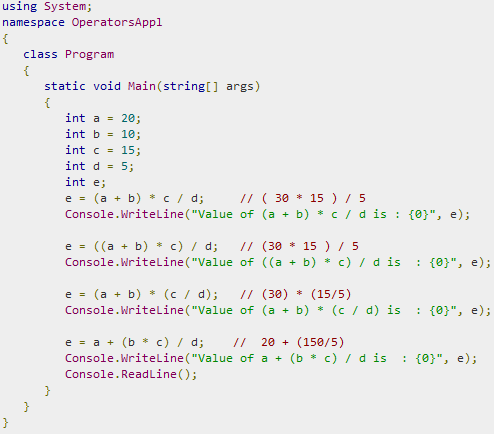 using System;
namespace OperatorsAppl
{
   class Program
   {
      static void Main(string[] args)
      {
         int a = 20;
         int b = 10;
         int c = 15;
         int d = 5;
         int e;
         e = (a + b) * c / d;     // ( 30 * 15 ) / 5
         Console.WriteLine("Value of (a + b) * c / d is : {0}", e);

         e = ((a + b) * c) / d;   // (30 * 15 ) / 5
         Console.WriteLine("Value of ((a + b) * c) / d is  : {0}", e);

         e = (a + b) * (c / d);   // (30) * (15/5)
         Console.WriteLine("Value of (a + b) * (c / d) is  : {0}", e);

         e = a + (b * c) / d;    //  20 + (150/5)
         Console.WriteLine("Value of a + (b * c) / d is  : {0}", e);
         Console.ReadLine();
      }
   }
}